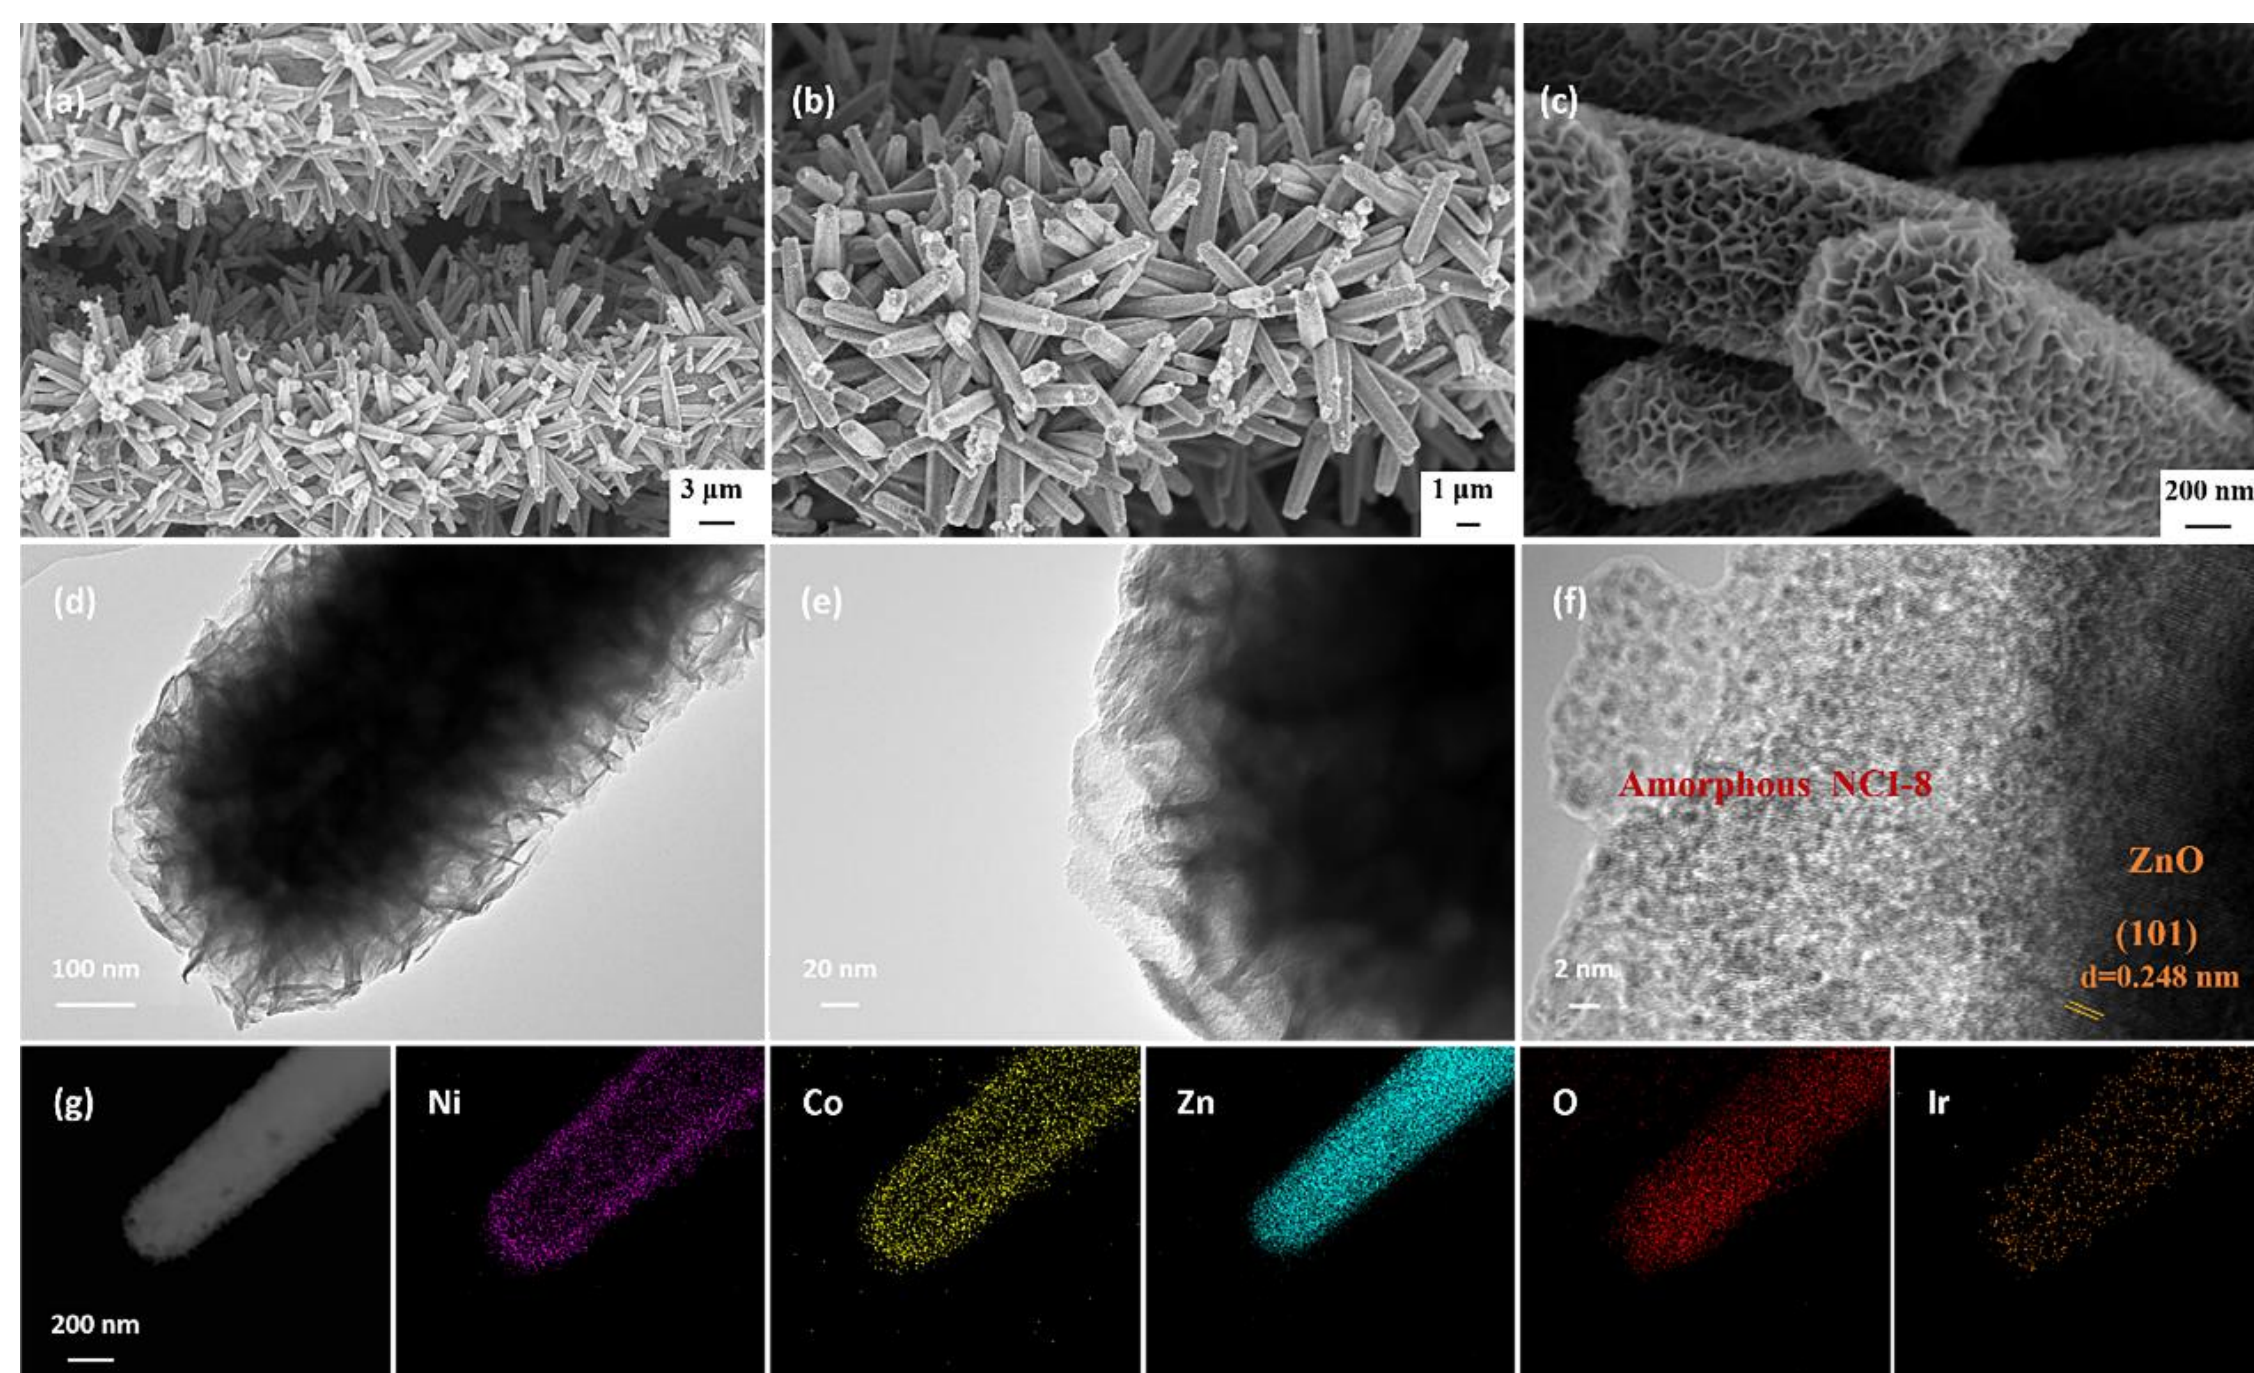 (a)
3 μm
(b)
1 μm
(c)
200 nm
(d)
100 nm
(e)
20 nm
(f)
Amorphous NCI-8
ZnO
(101)
d=0.248 nm
2 nm
(g)
200 nm
Ni
Co
Zn
O
Ir